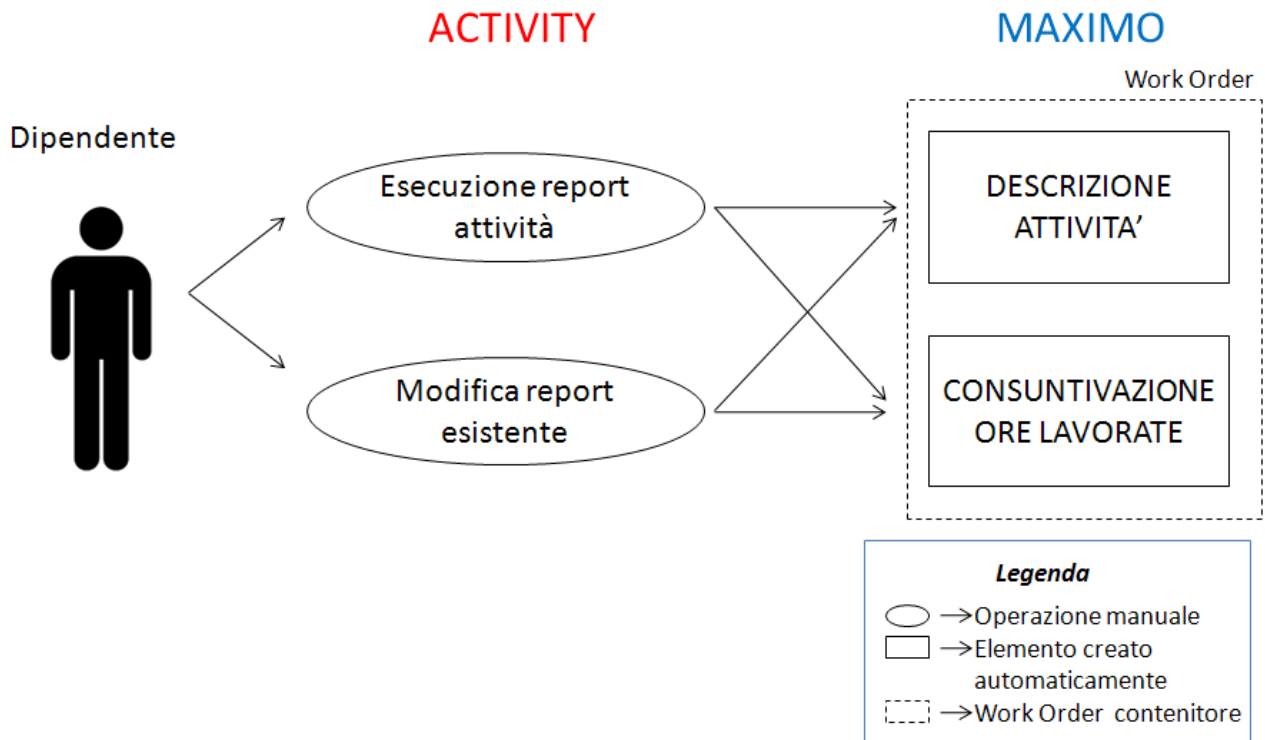 ACTIVITY
MAXIMO
Work Order
Dipendente
Esecuzione report
attività
DESCRIZIONE
ATTIVITA’
Modifica report
esistente
CONSUNTIVAZIONE
ORE LAVORATE
Legenda
Operazione manuale
Elemento creato
automaticamente
Work Order contenitore